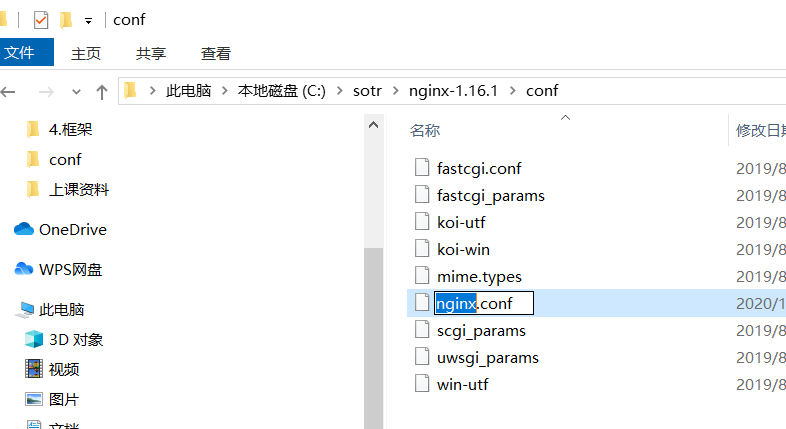 conf
文件 主页 共享 查看
此电脑 本地磁盘 (C:) sotr nginx-1.16.1 conf
4.框架
conf
上课资料
OneDrive
WPS网盘
此电脑
3D 对象
视频
图片
文档
名称 修改日期
fastcgi.conf 2019/8
fastcgi_params 2019/8
koi-utf 2019/8
koi-win 2019/8
mime.types 2019/8
nginx.conf 2020/1
scgi_params 2019/8
uwsgi_params 2019/8
win-utf 2019/8